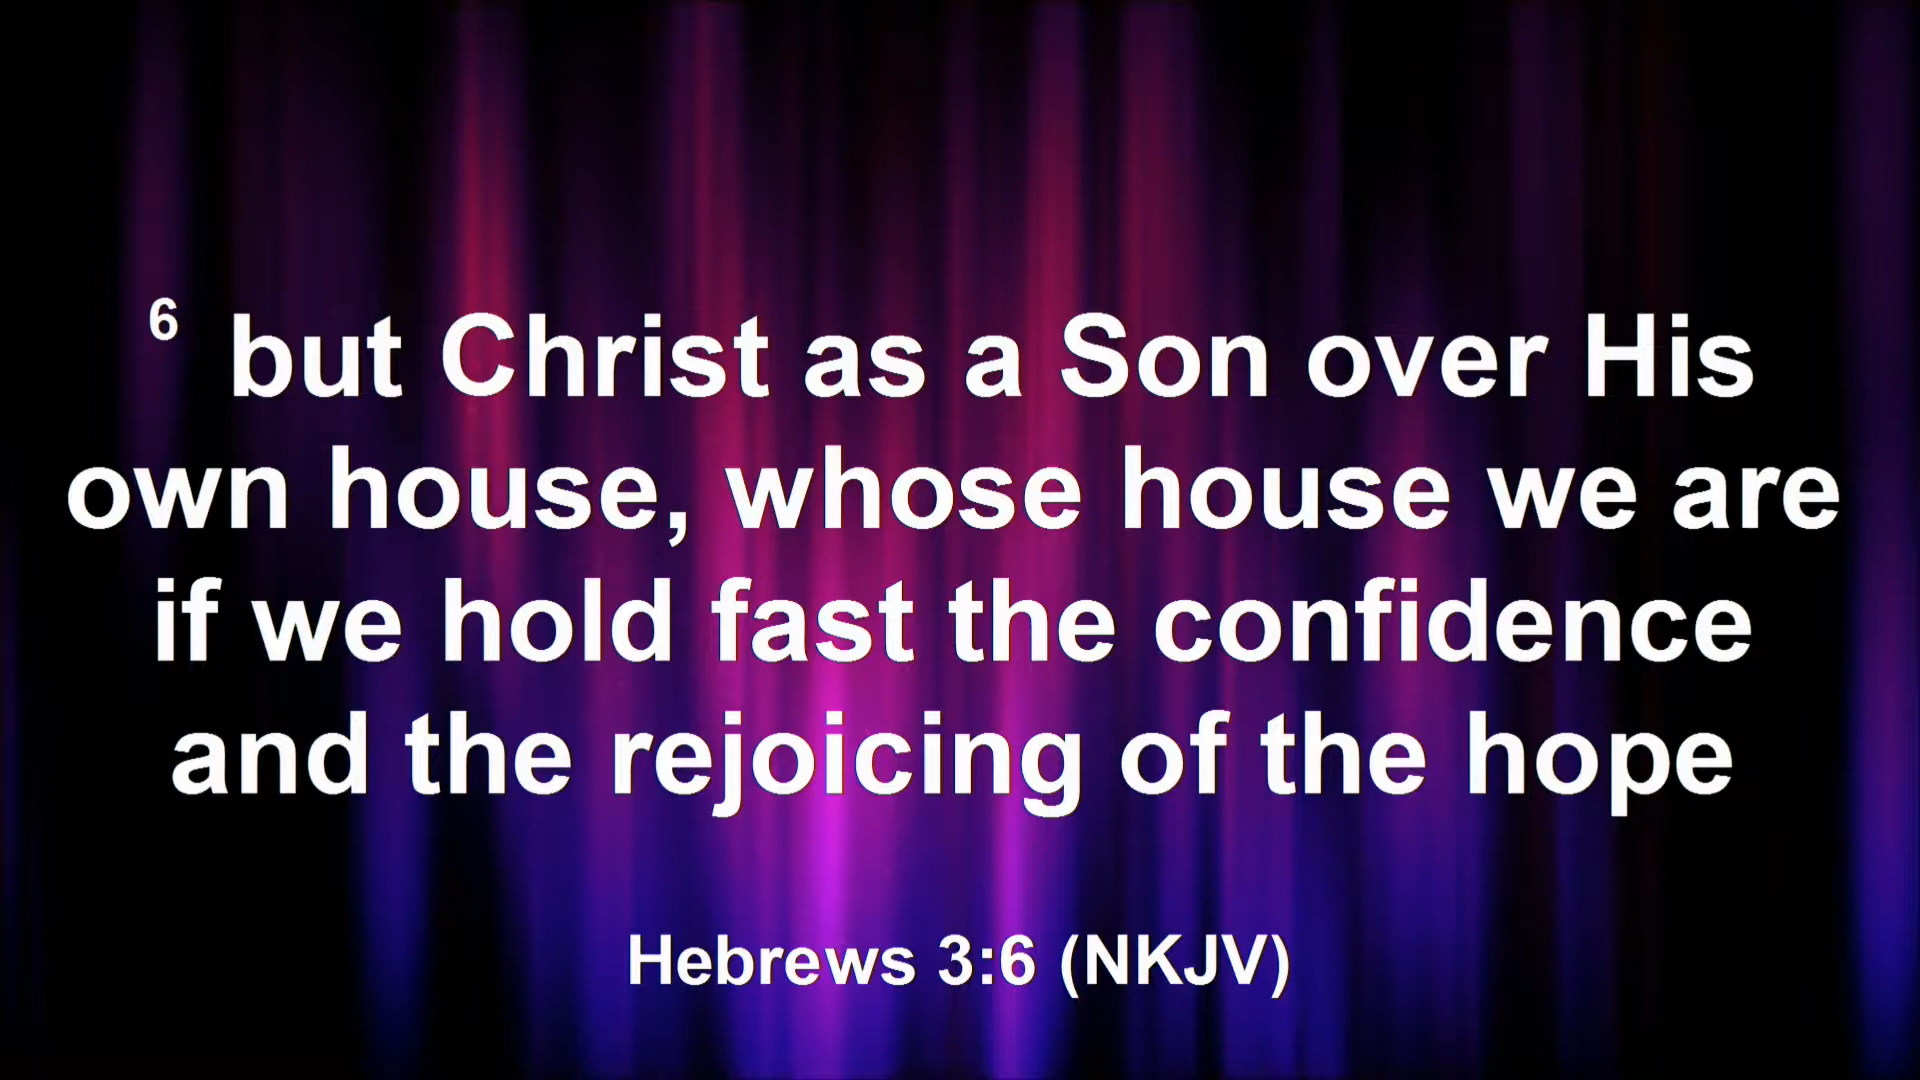 6 but Christ as a Son over His
own house, whose house we are
if we hold fast the confidence
and the rejoicing of the hope
Hebrews 3:6 (NKJV)